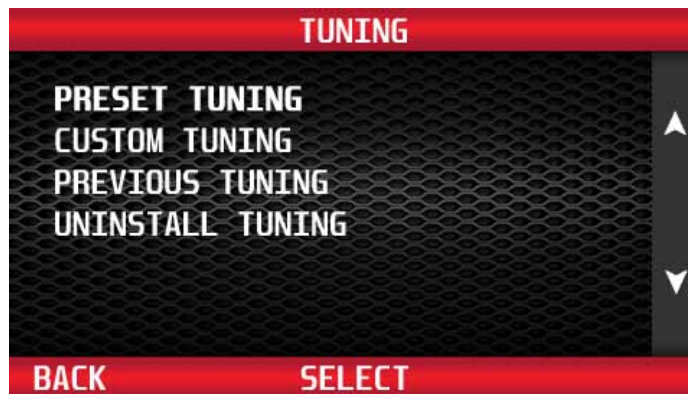 TUNING
PRESET TUNING
CUSTOM TUNING
PREVIOUS TUNING
UNINSTALL TUNING
BACK SELECT